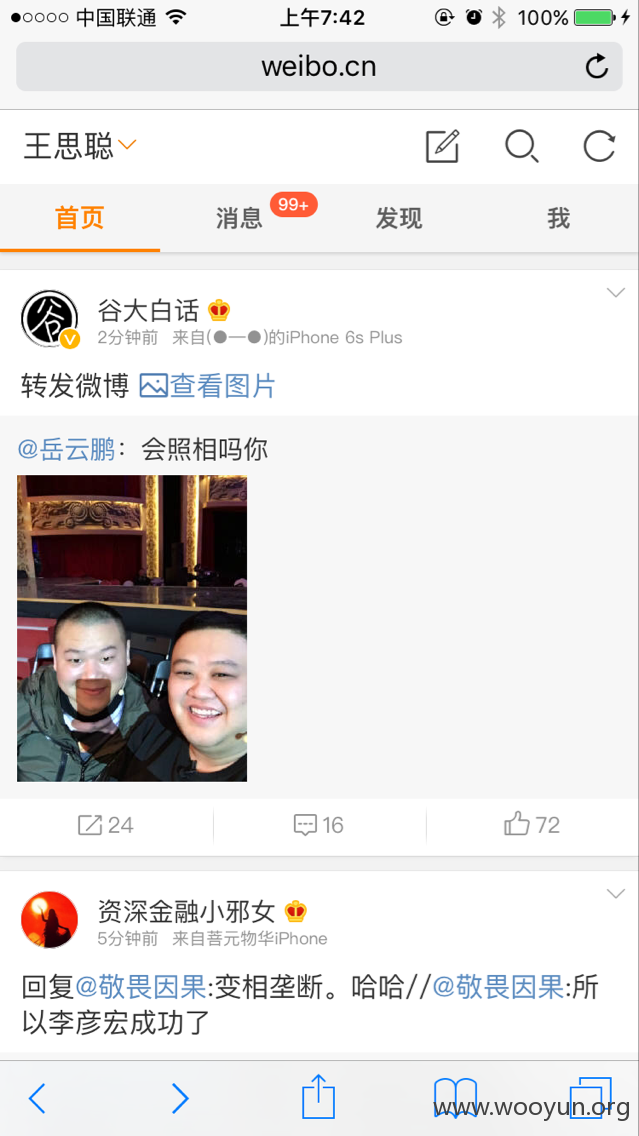 中国联通 上午7:42 100%
weibo.cn
王思聪
首页 消息 99+ 发现 我
谷
V
谷大白话
2分钟前 来自(●—●)的iPhone 6s Plus
转发微博 查看图片
@岳云鹏：会照相吗你
24 16 72
资深金融小邪女
5分钟前 来自菩元物华iPhone
回复@敬畏因果:变相垄断。哈哈//@敬畏因果:所
以李彦宏成功了
www.wooyun.org